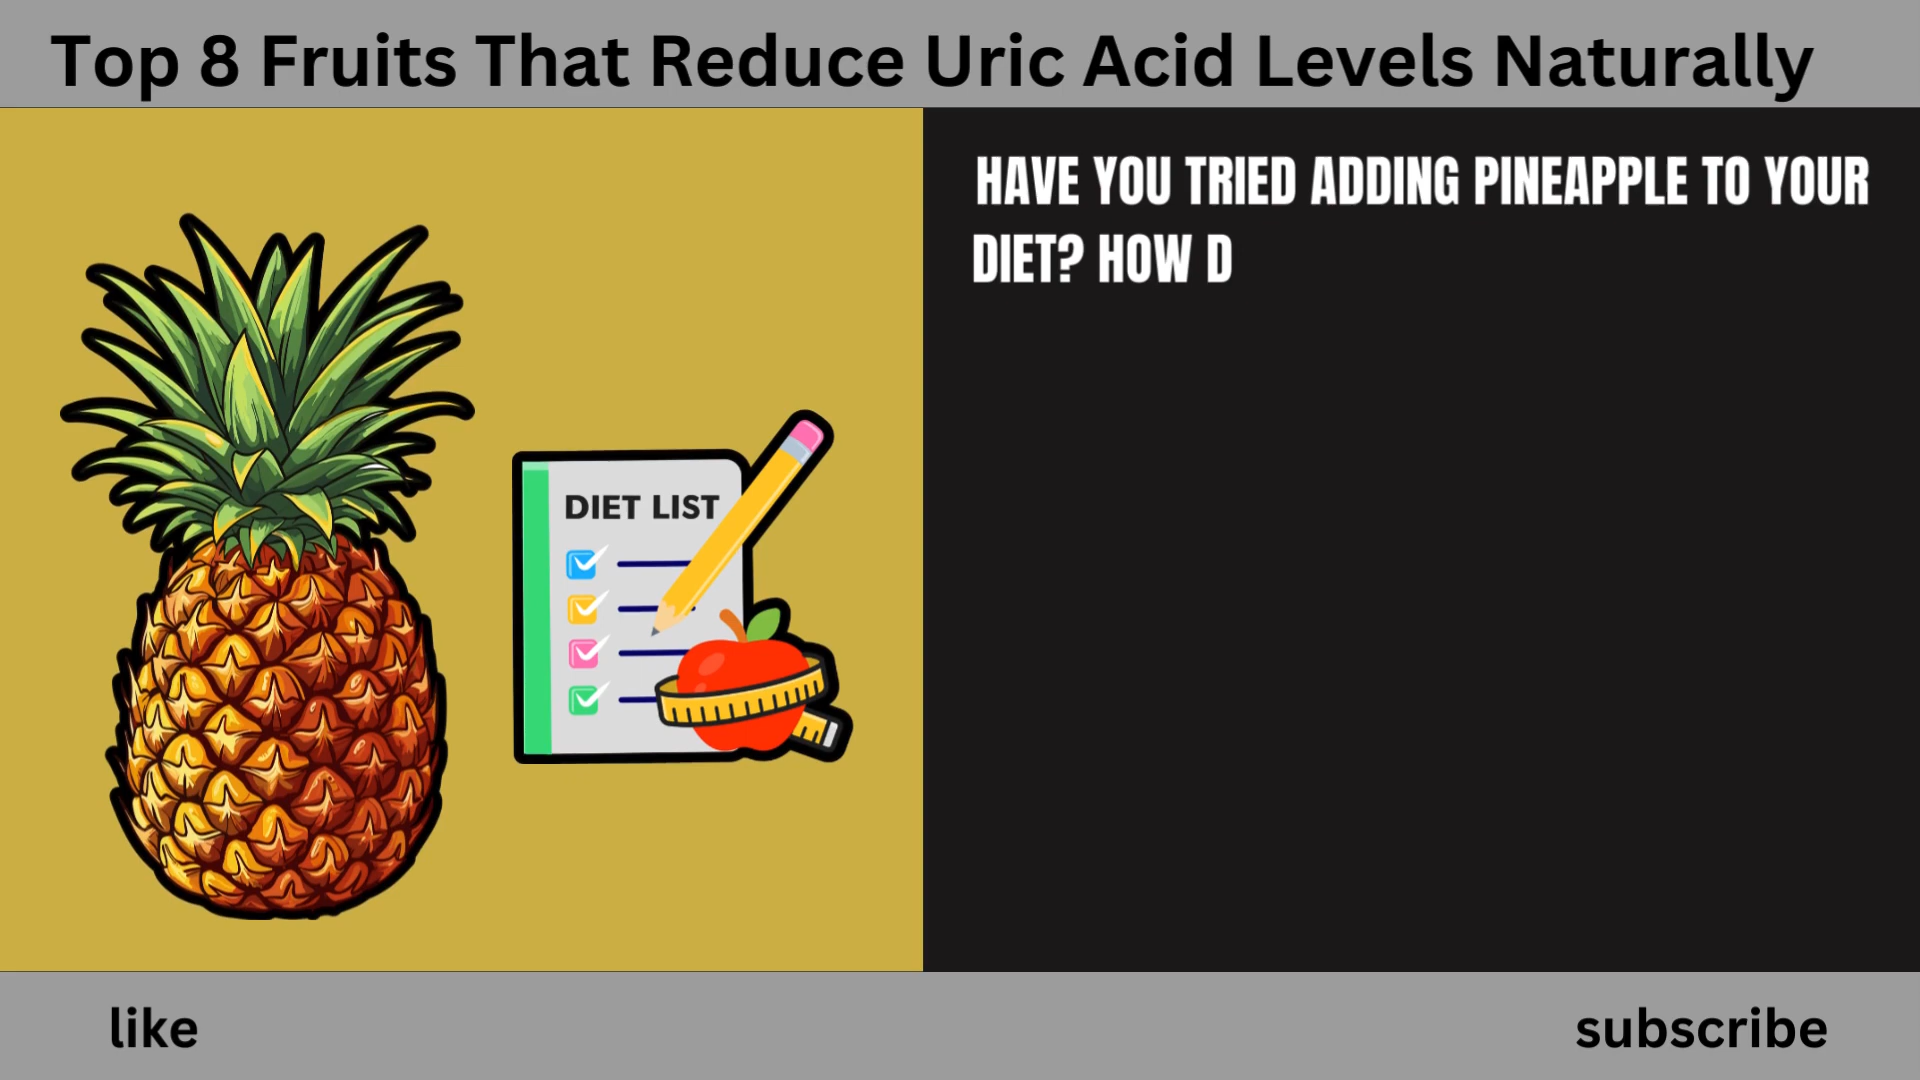 Top 8 Fruits That Reduce Uric Acid Levels Naturally
HAVE YOU TRIED ADDING PINEAPPLE TO YOUR
DIET? HOW D
DIET LIST
like
subscribe